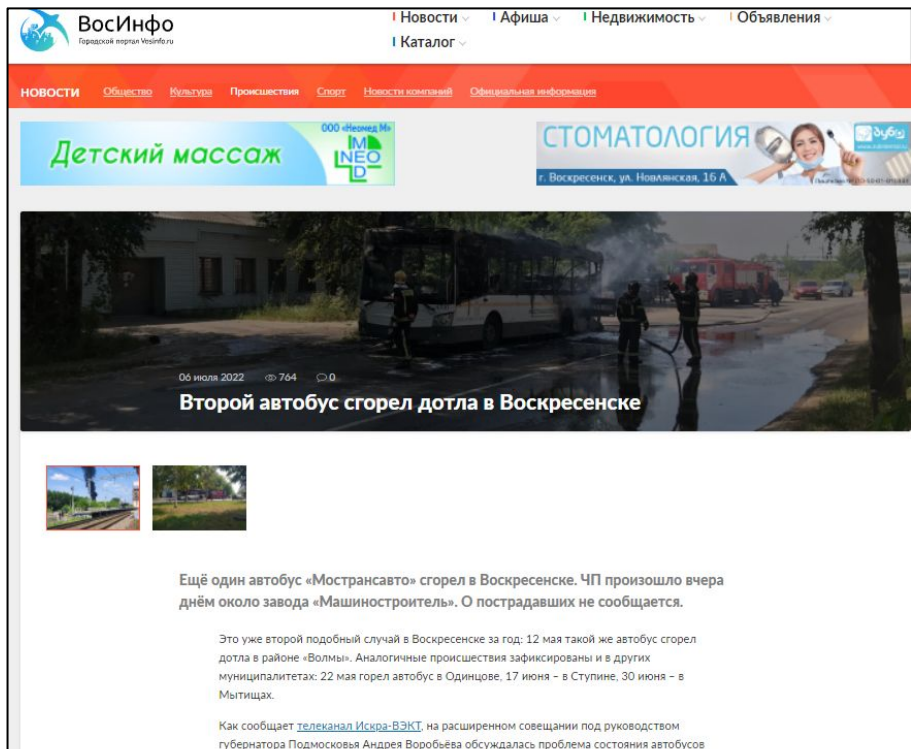 ВосИнфо
Городской портал Vosinfo.ru
Новости
Афиша
Недвижимость
Объявления
Каталог
НОВОСТИ
Общество
Культура
Происшествия
Спорт
Новости компаний
Официальная информация
Детский массаж
ООО «Неомед М»
M
NEO
D
СТОМАТОЛОГИЯ
г. Воскресенск, ул. Новлянская, 16 А
06 июля 2022 764 0
Второй автобус сгорел дотла в Воскресенске
Ещё один автобус «Мострансавто» сгорел в Воскресенске. ЧП произошло вчера
днём около завода «Машиностроитель». О пострадавших не сообщается.
Это уже второй подобный случай в Воскресенске за год: 12 мая такой же автобус сгорел
дотла в районе «Волмы». Аналогичные происшествия зафиксированы и в других
муниципалитетах: 22 мая горел автобус в Одинцове, 17 июня – в Ступине, 30 июня – в
Мытищах.
Как сообщает телеканал Искра-ВЭКТ, на расширенном совещании под руководством
губернатора Подмосковья Андрея Воробьёва обсуждалась проблема состояния автобусов